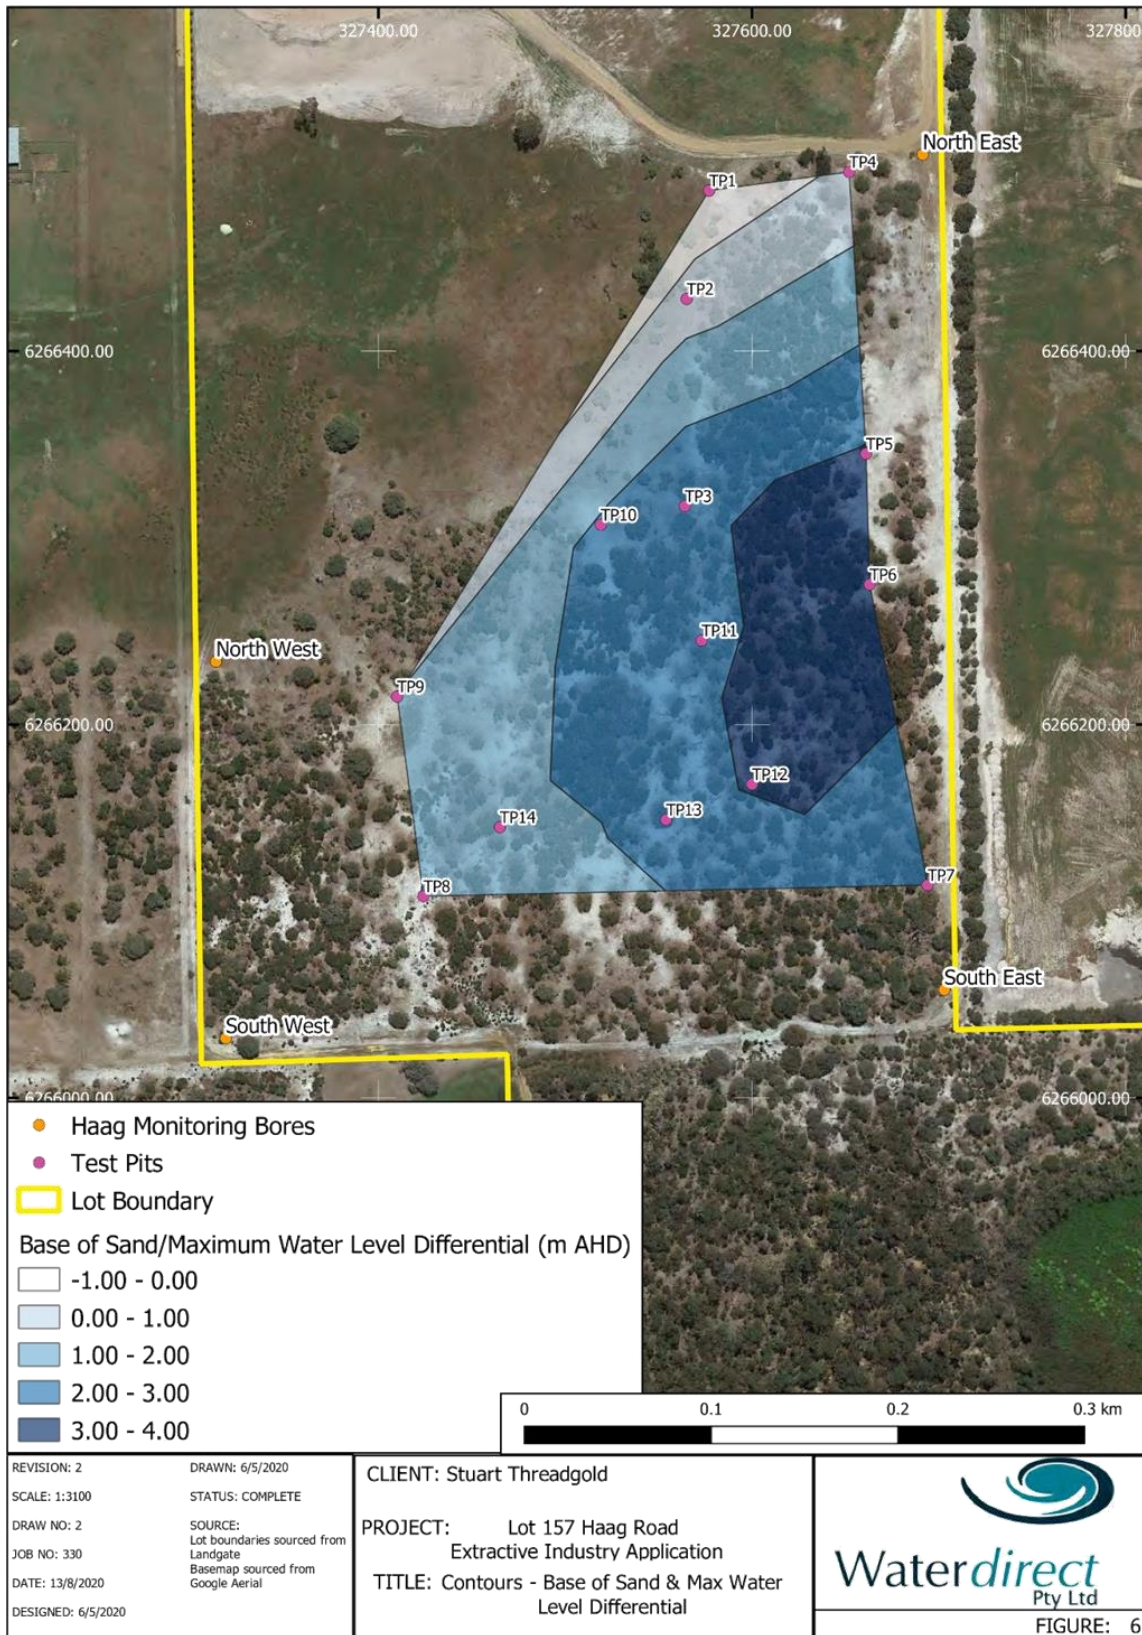 327400.00
327600.00
327800
North East
TP4
TP1
TP2
6266400.00
6266400.00
TP5
TP3
TP10
TP6
TP11
North West
TP9
6266200.00
6266200.00
TP12
TP13
TP14
TP8
TP7
South East
South West
6266000.00
6266000.00
Haag Monitoring Bores
Test Pits
Lot Boundary
Base of Sand/Maximum Water Level Differential (m AHD)
-1.00 - 0.00
0.00 - 1.00
1.00 - 2.00
2.00 - 3.00
3.00 - 4.00
0 0.1 0.2 0.3 km
REVISION: 2
SCALE: 1:3100
DRAW NO: 2
JOB NO: 330
DATE: 13/8/2020
DESIGNED: 6/5/2020
DRAWN: 6/5/2020
STATUS: COMPLETE
SOURCE:
Lot boundaries sourced from
Landgate
Basemap sourced from
Google Aerial
CLIENT: Stuart Threadgold
PROJECT: Lot 157 Haag Road
Extractive Industry Application
TITLE: Contours - Base of Sand & Max Water
Level Differential
Waterdirect
Pty Ltd
FIGURE: 6